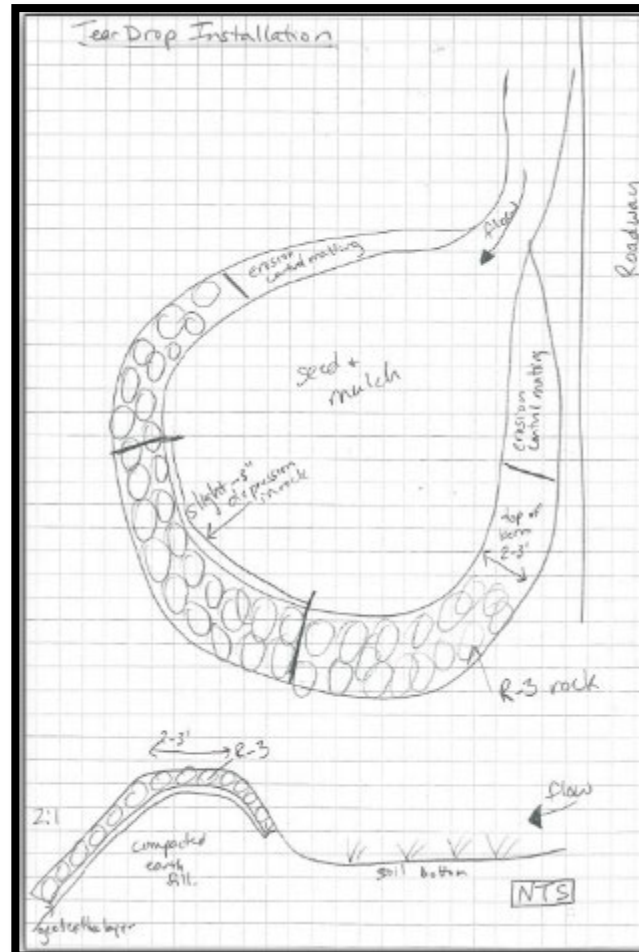 Tear Drop Installation
Roadway
flow
erosion
control matting
seed +
mulch
erosion
control matting
slight ~3"
depression
in rock
top of
berm
2-3'
R-3 rock
2-3'
R-3
2:1
flow
compacted
earth
fill
soil bottom
NTS
geotextile layer